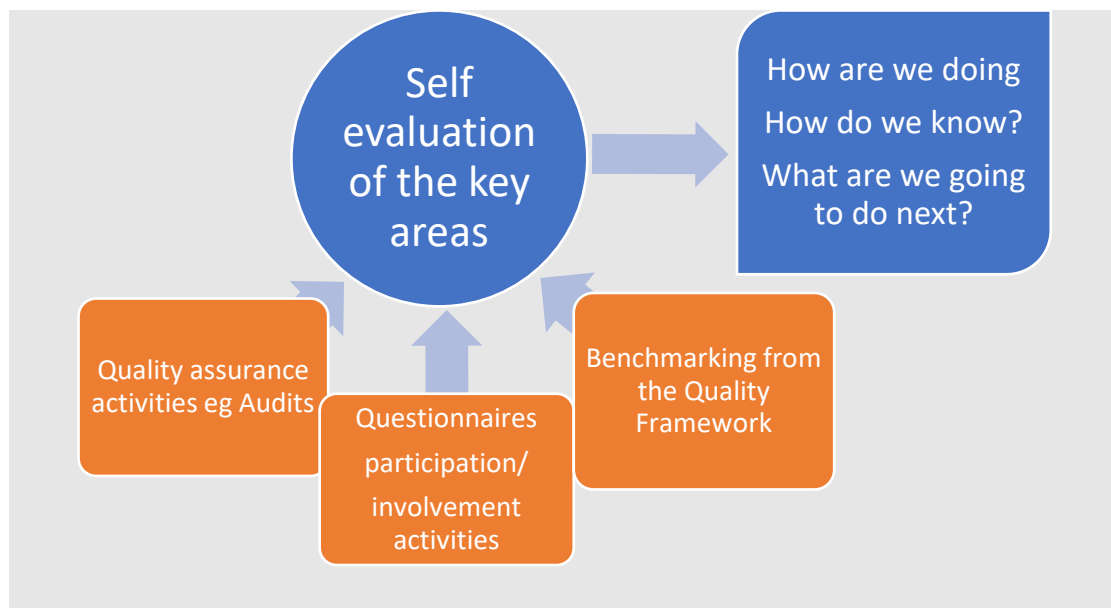 Self
evaluation
of the key
areas
How are we doing
How do we know?
What are we going
to do next?
Quality assurance
activities eg Audits
Questionnaires
participation/
involvement
activities
Benchmarking from
the Quality
Framework